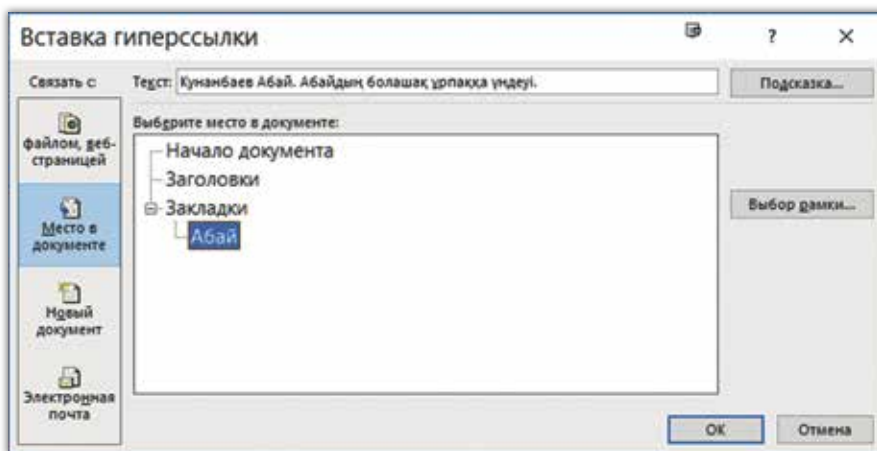 Вставка гиперссылки
?
×
Связать с:
Текст: Кунанбаев Абай. Абайдың болашақ ұрпаққа үндеуі.
Подсказка...
Выберите место в документе:
файлом, веб-
страницей
Место в
документе
Новый
документ
Электронная
почта
Начало документа
Заголовки
Закладки
Абай
Выбор рамки...
ОК
Отмена